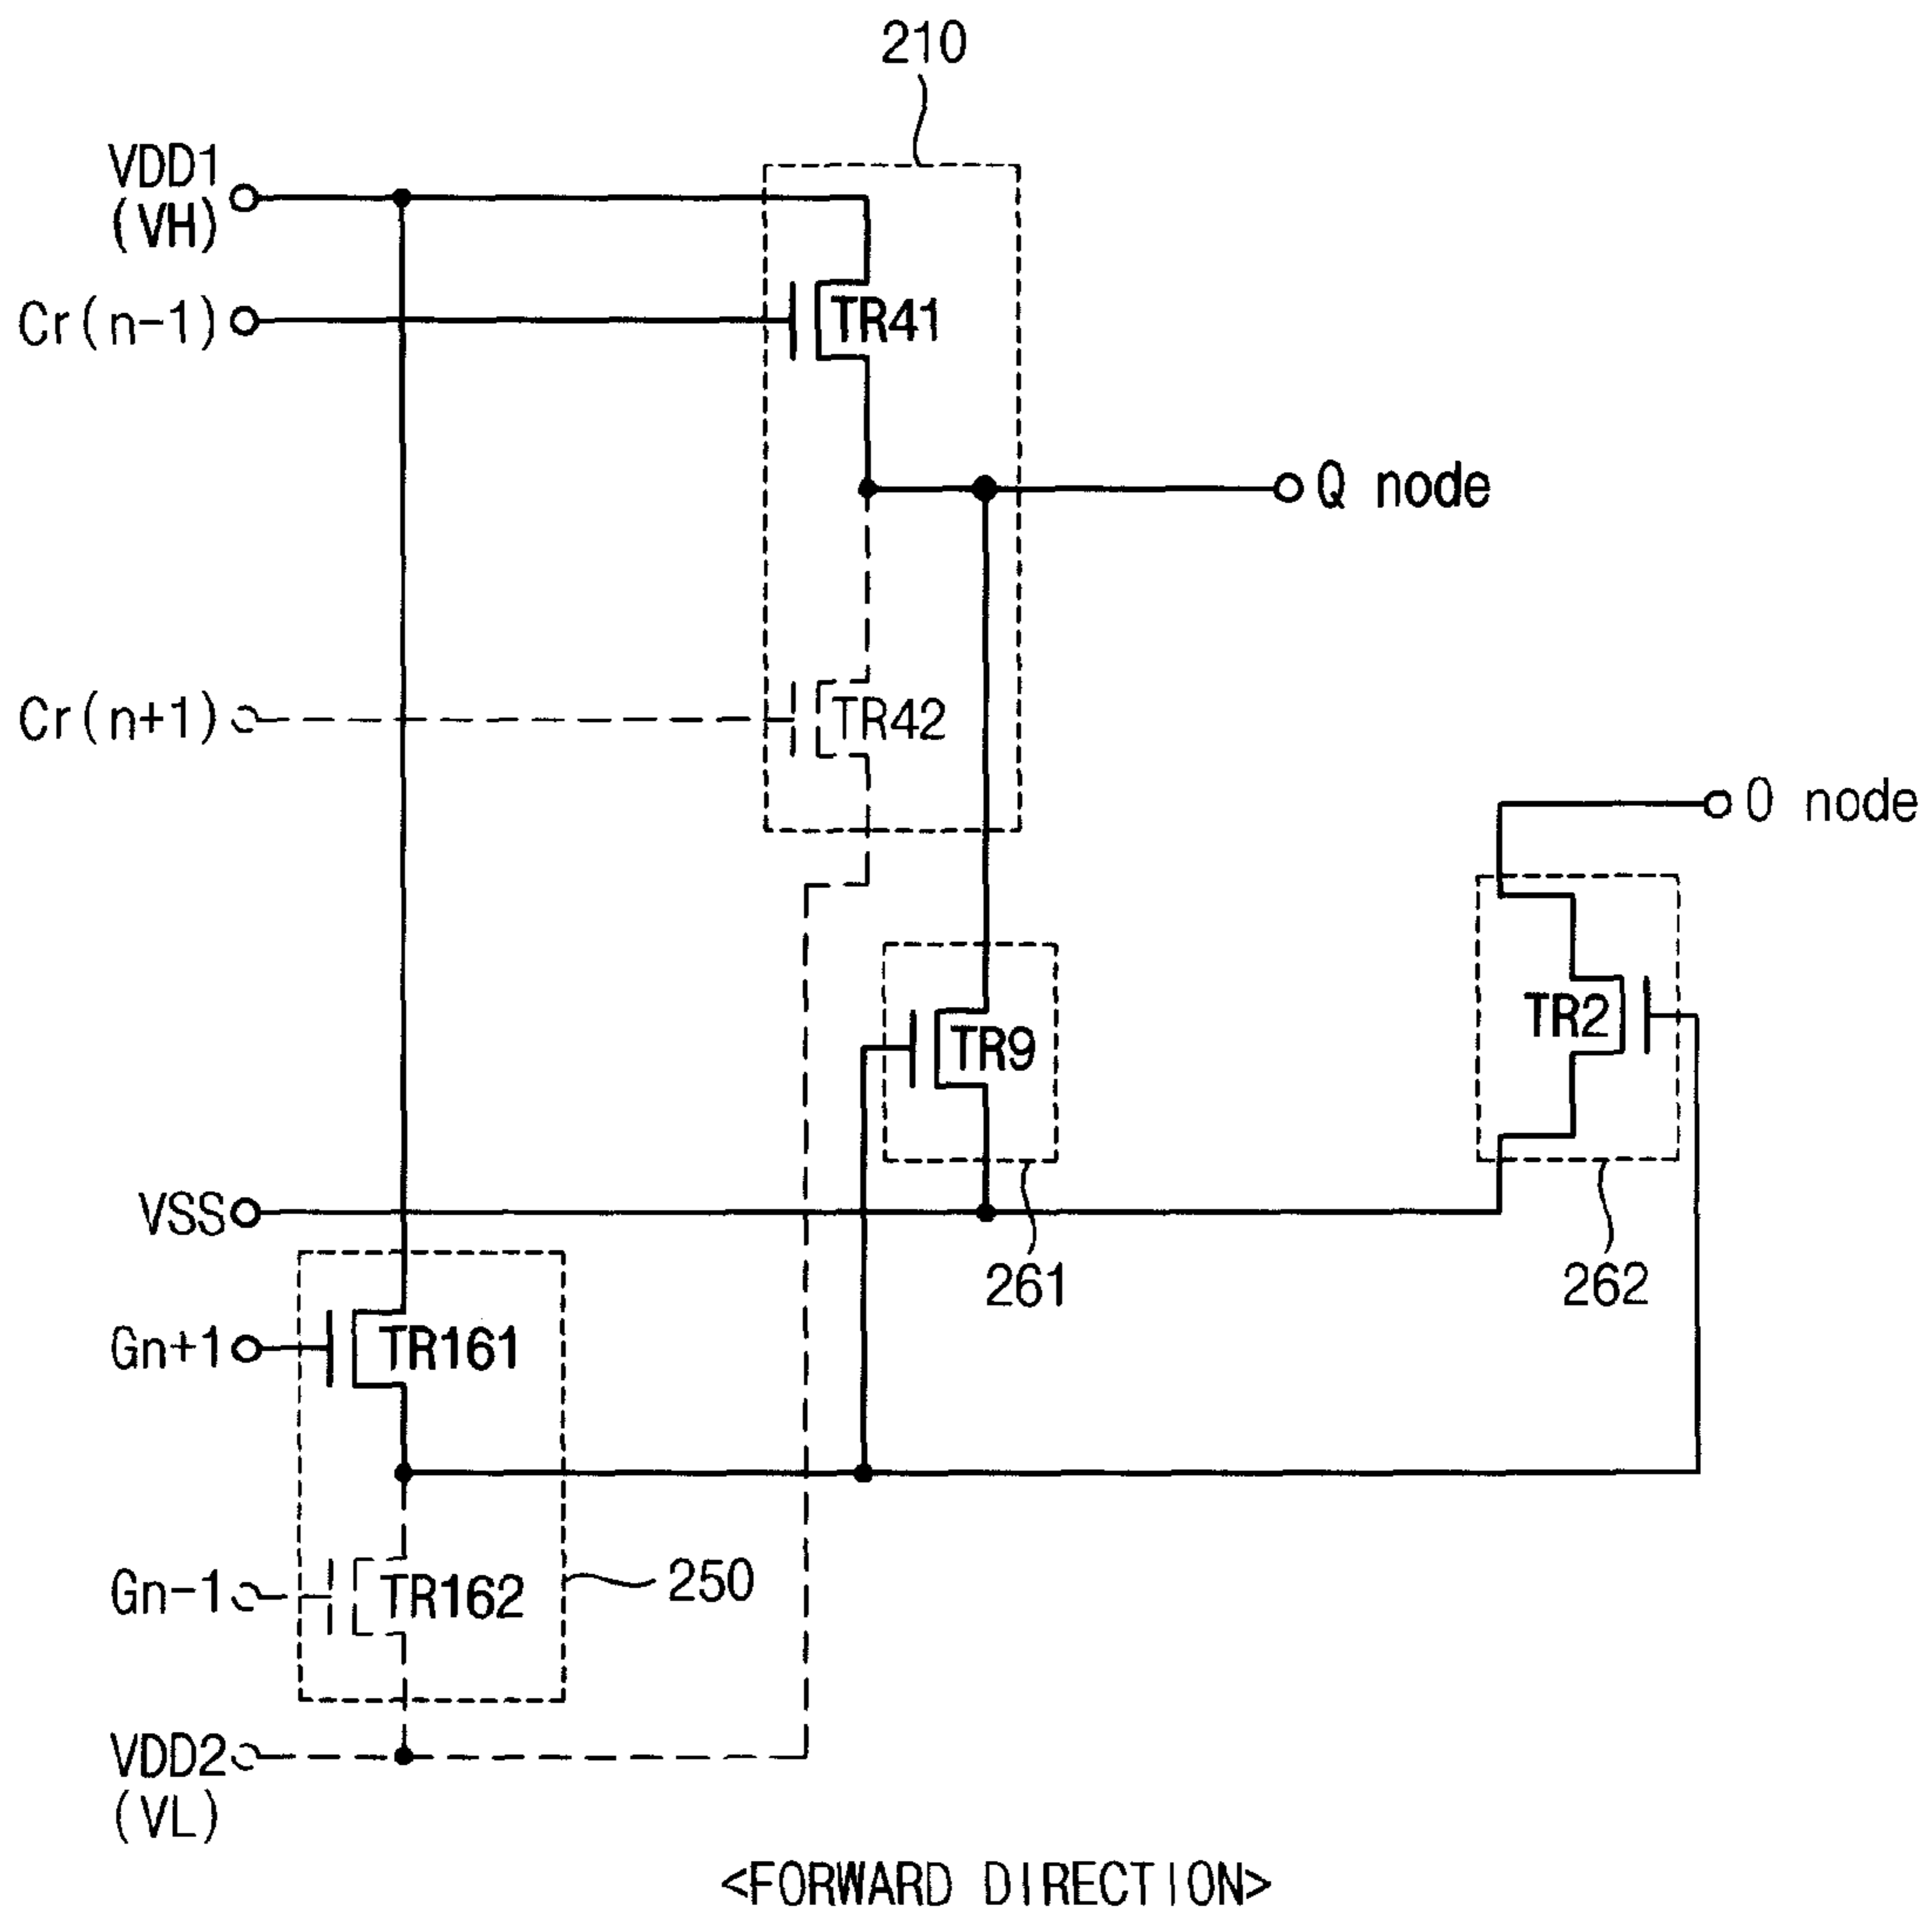 210
VDD1
(VH)
Cr(n-1)
TR41
Q node
Cr(n+1)
TR42
O node
TR9
TR2
VSS
261
262
Gn+1
TR161
Gn-1
TR162
250
VDD2
(VL)
<FORWARD DIRECTION>